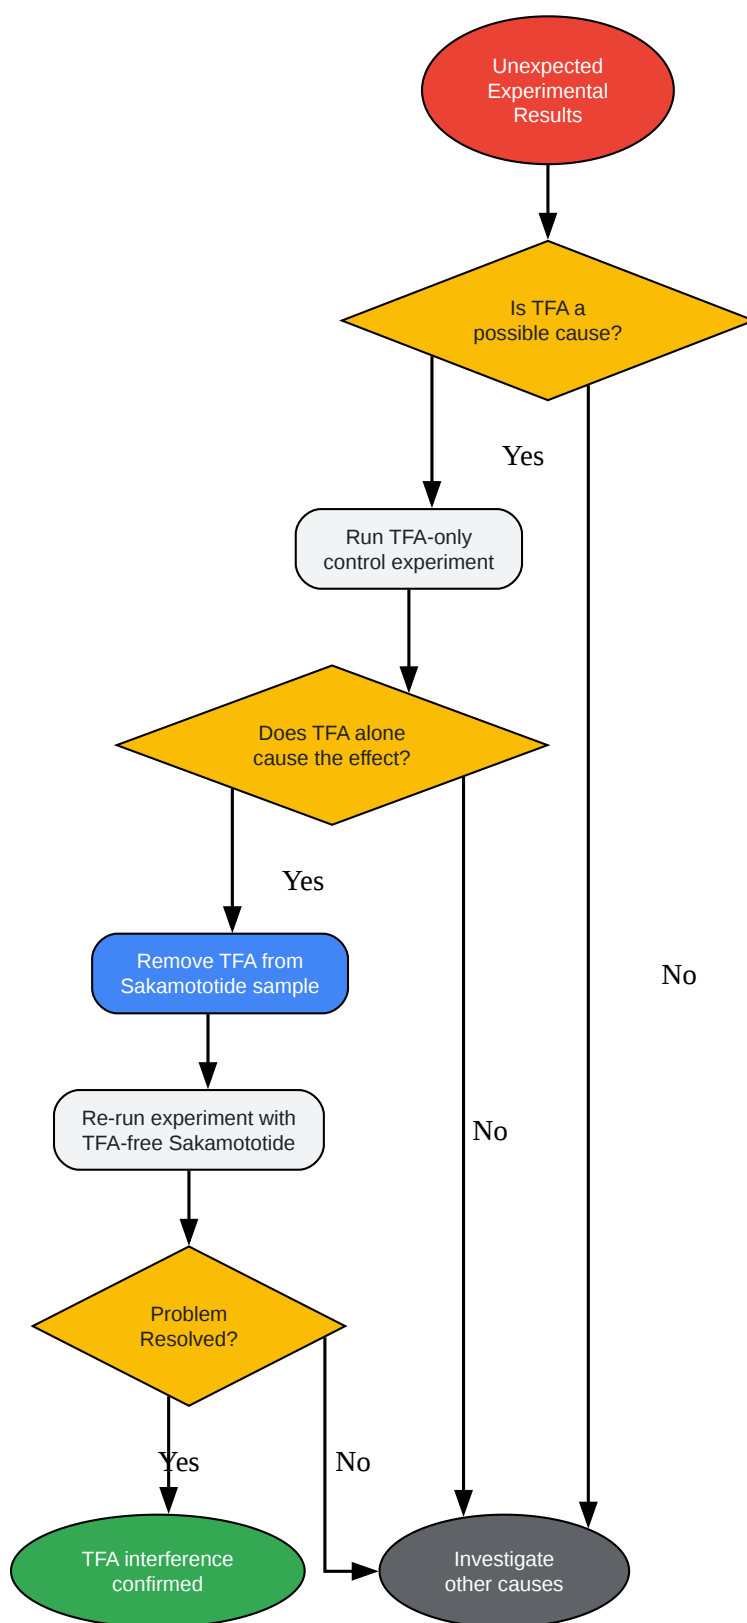 Unexpected
Experimental
Results
Is TFA a
possible cause?
Yes
Run TFA-only
control experiment
Does TFA alone
cause the effect?
Yes
Remove TFA from
Sakamototide sample
No
Re-run experiment with
TFA-free Sakamototide
No
Problem
Resolved?
Yes
No
TFA interference
confirmed
Investigate
other causes